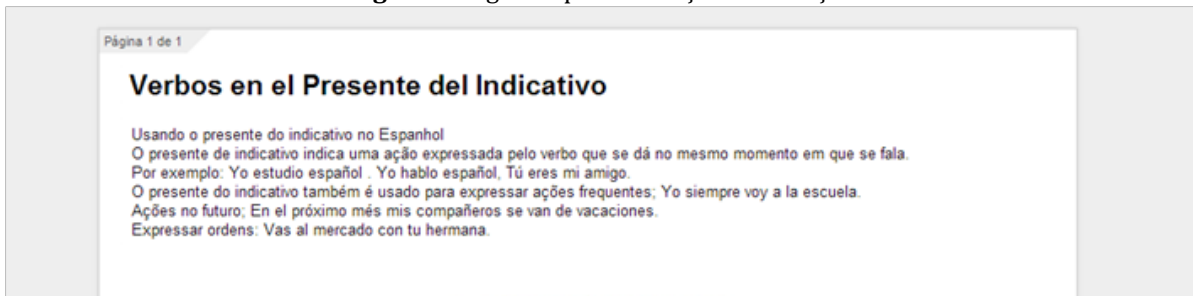 Página 1 de 1
Verbos en el Presente del Indicativo
Usando o presente do indicativo no Espanhol
O presente de indicativo indica uma ação expressada pelo verbo que se dá no mesmo momento em que se fala.
Por exemplo: Yo estudio español . Yo hablo español, Tú eres mi amigo.
O presente do indicativo também é usado para expressar ações frequentes; Yo siempre voy a la escuela.
Ações no futuro; En el próximo més mis compañeros se van de vacaciones.
Expressar ordens: Vas al mercado con tu hermana.